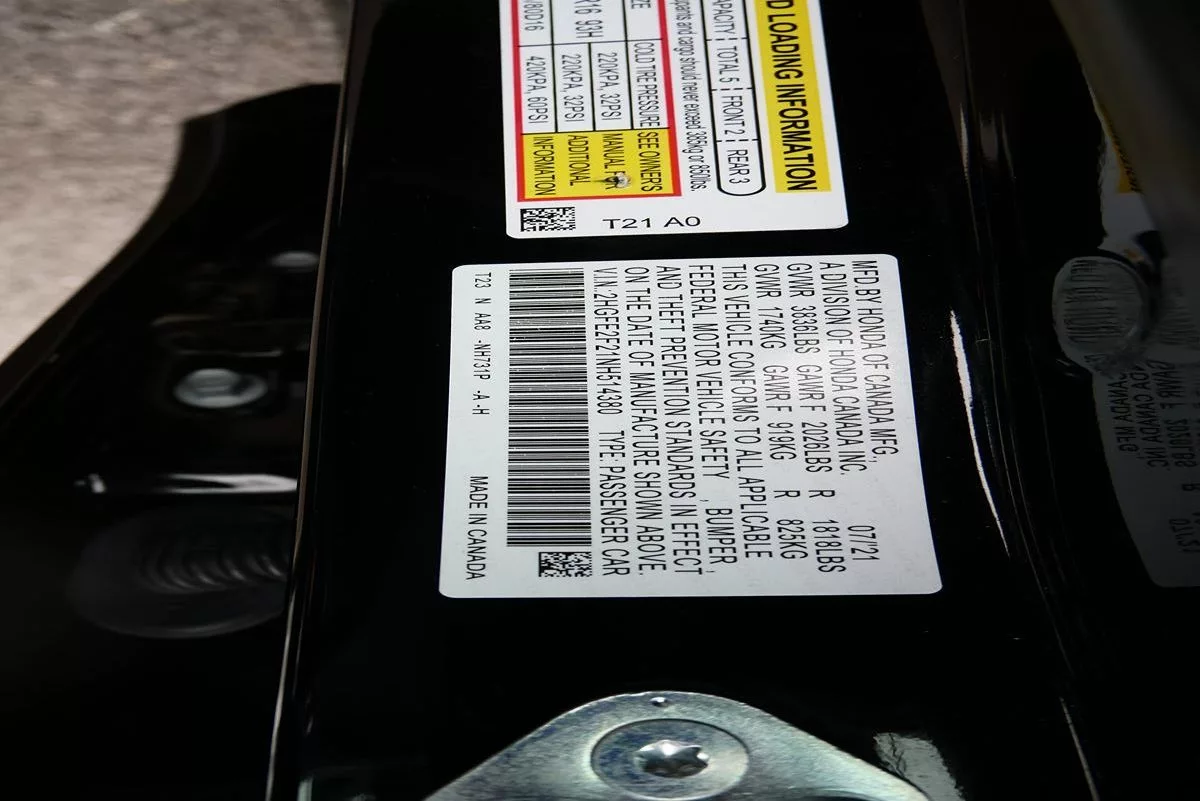 D LOADING INFORMATION
APACITY TOTAL 5 FRONT 2 REAR 3
upants and cargo should never exceed 385kg or 850lbs.
ZE COLD TIRE PRESSURE SEE OWNER'S
R16 93H 220KPA, 32PSI MANUAL FOR
220KPA, 32PSI ADDITIONAL
80D16 420KPA, 60PSI INFORMATION
T21 A0
MFD.BY HONDA OF CANADA MFG.,
A DIVISION OF HONDA CANADA INC. 07/21
GVWR 3836LBS GAWR F 2026LBS R 1818LBS
GVWR 1740KG GAWR F 919KG R 825KG
THIS VEHICLE CONFORMS TO ALL APPLICABLE
FEDERAL MOTOR VEHICLE SAFETY , BUMPER ,
AND THEFT PREVENTION STANDARDS IN EFFECT
ON THE DATE OF MANUFACTURE SHOWN ABOVE.
V.I.N.:2HGFE2F21NH514380 TYPE:PASSENGER CAR
T23 N AA8 -NH731P -A -H MADE IN CANADA